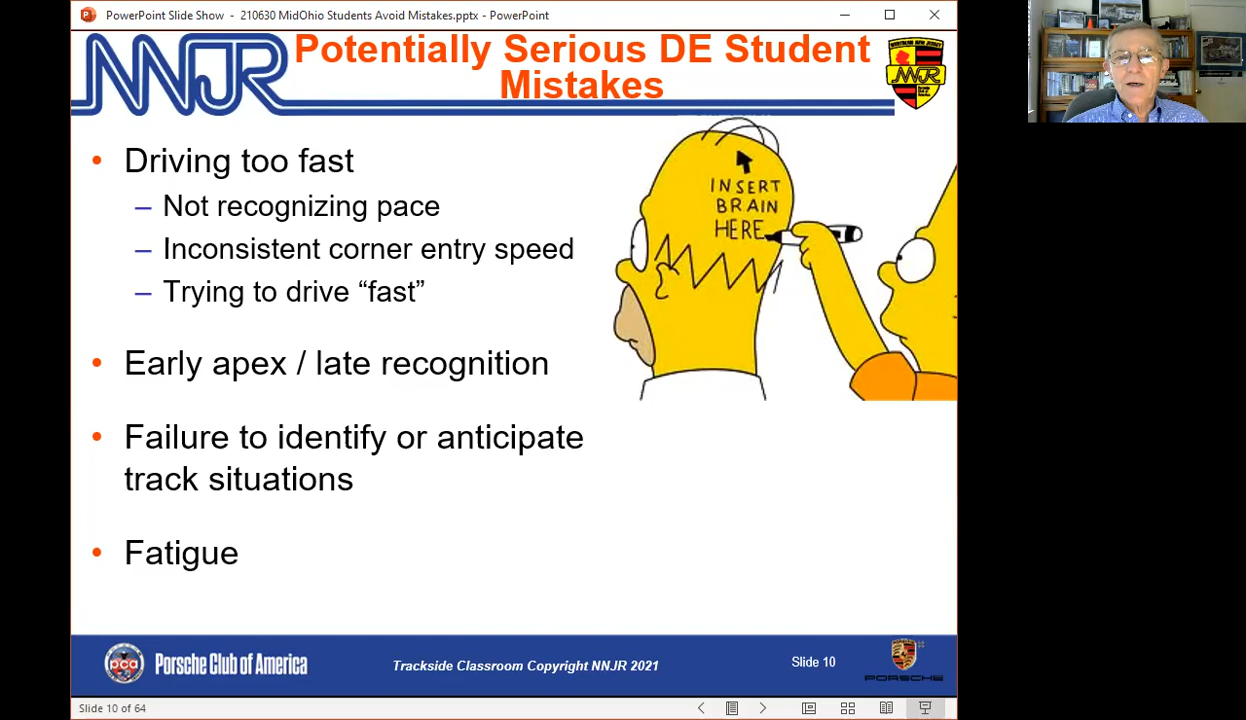 PowerPoint Slide Show - 210630 MidOhio Students Avoid Mistakes.pptx - PowerPoint
NNJR
Potentially Serious DE Student
Mistakes
NNJR
• Driving too fast
– Not recognizing pace
– Inconsistent corner entry speed
– Trying to drive “fast”
• Early apex / late recognition
• Failure to identify or anticipate
track situations
• Fatigue
INSERT
BRAIN
HERE
pca
Porsche Club of America
Trackside Classroom Copyright NNJR 2021
Slide 10
PORSCHE
Slide 10 of 64